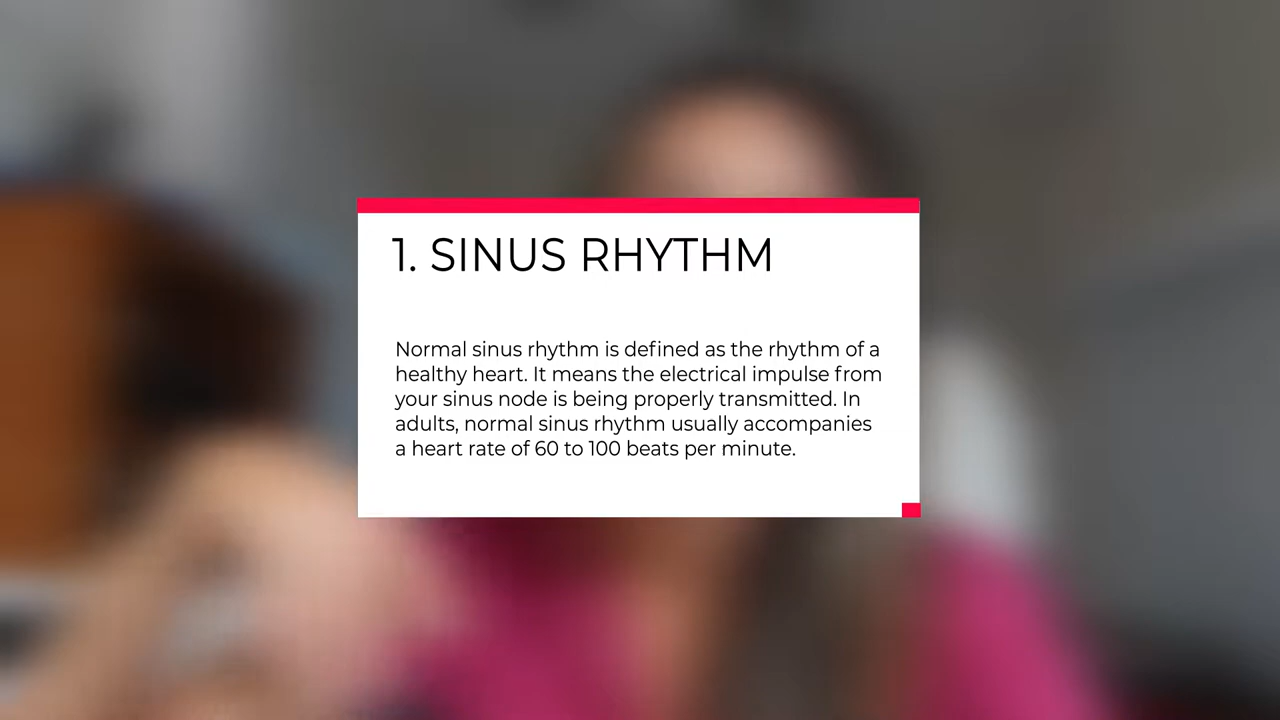 1. SINUS RHYTHM
Normal sinus rhythm is defined as the rhythm of a
healthy heart. It means the electrical impulse from
your sinus node is being properly transmitted. In
adults, normal sinus rhythm usually accompanies
a heart rate of 60 to 100 beats per minute.